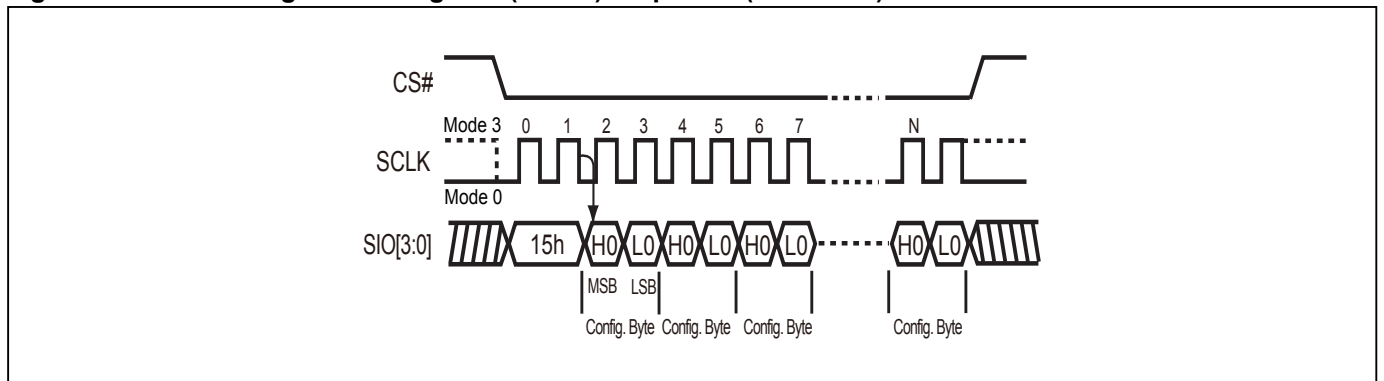 CS#
Mode 3 0 1 2 3 4 5 6 7 N
SCLK
Mode 0
SIO[3:0] 15h H0 L0 H0 L0 H0 L0 H0 L0
MSB LSB
Config. Byte Config. Byte Config. Byte Config. Byte